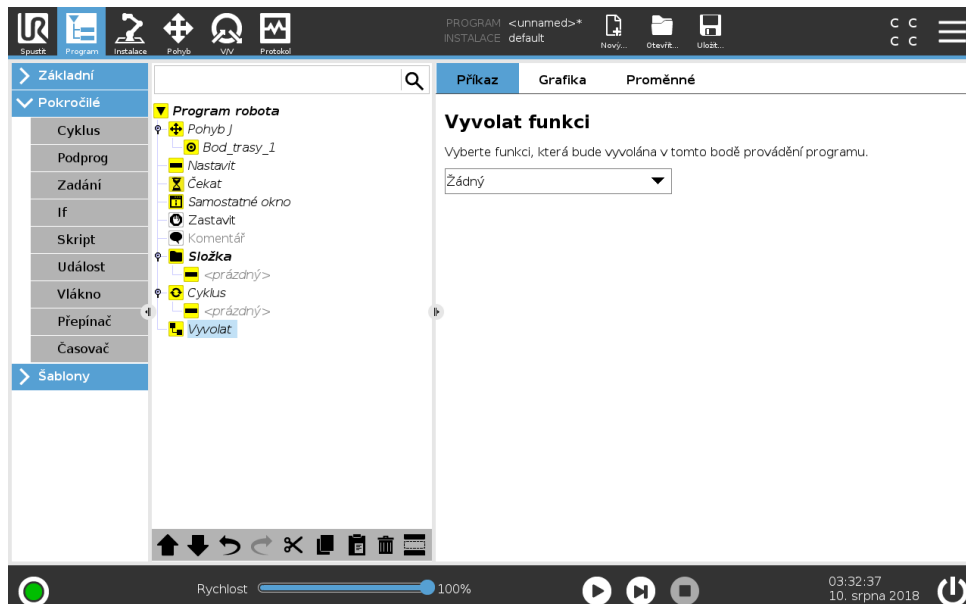 PROGRAM <unnamed>*
INSTALACE default
C C
C C
Spustit Program Instalace Pohyb V/V Protokol Nový... Otevřít... Uložit...
Základní
Pokročilé
Cyklus
Podprog
Zadání
If
Skript
Událost
Vlákno
Přepínač
Časovač
Šablony
Program robota
Pohyb J
Bod_trasy_1
Nastavit
Čekat
Samostatné okno
Zastavit
Komentář
Složka
<prázdný>
Cyklus
<prázdný>
Vyvolat
Příkaz Grafika Proměnné
Vyvolat funkci
Vyberte funkci, která bude vyvolána v tomto bodě provádění programu.
Žádný
Rychlost 100%
03:32:37
10. srpna 2018